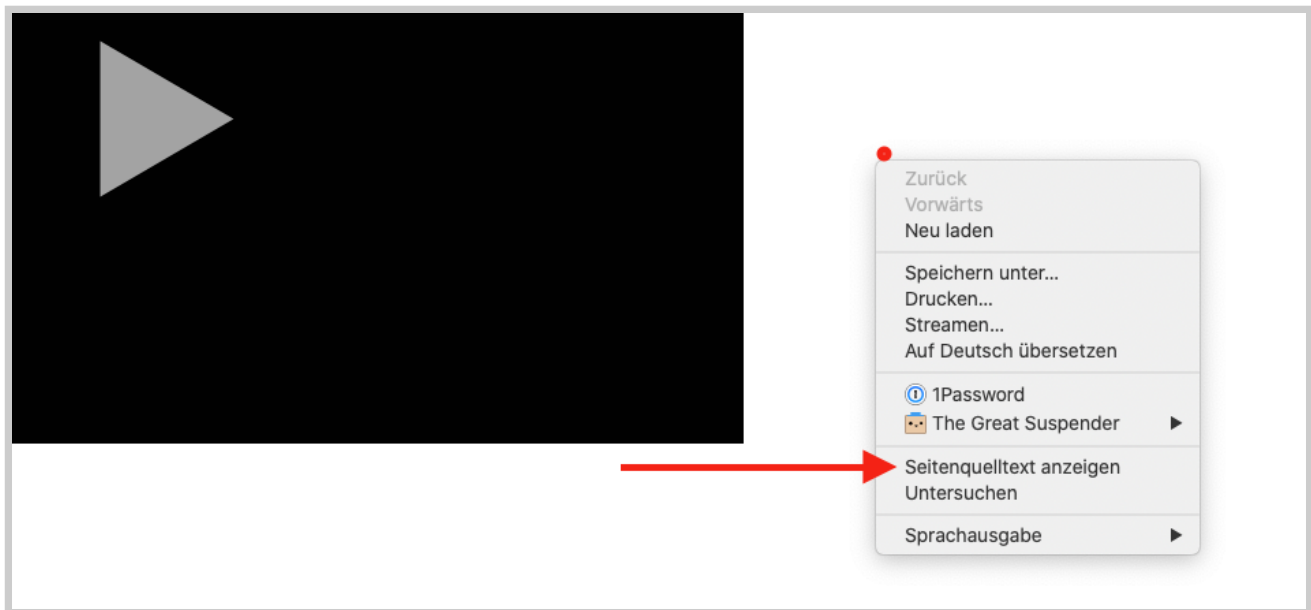 Zurück
Vorwärts
Neu laden
Speichern unter...
Drucken...
Streamen...
Auf Deutsch übersetzen
1Password
The Great Suspender
Seitenquelltext anzeigen
Untersuchen
Sprachausgabe